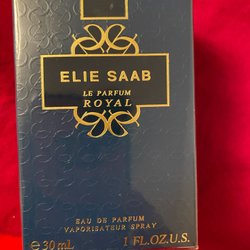 ELIE SAAB
LE PARFUM
ROYAL
EAU DE PARFUM
VAPORISATEUR SPRAY
℮ 30 mL 1 FL.OZ.U.S.